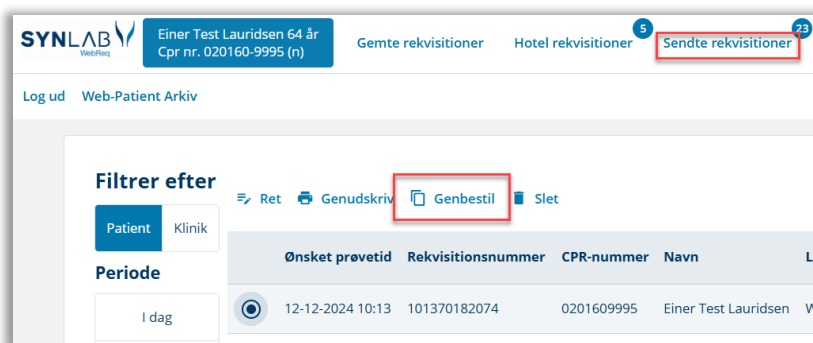 SYNLAB
WebReq
Einer Test Lauridsen 64 år
Cpr nr. 020160-9995 (n)
Gemte rekvisitioner
Hotel rekvisitioner
5
Sendte rekvisitioner
23
Log ud
Web-Patient Arkiv
Filtrer efter
Ret
Genudskriv
Genbestil
Slet
Patient
Klinik
Ønsket prøvetid
Rekvisitionsnummer
CPR-nummer
Navn
L
Periode
I dag
12-12-2024 10:13
101370182074
0201609995
Einer Test Lauridsen